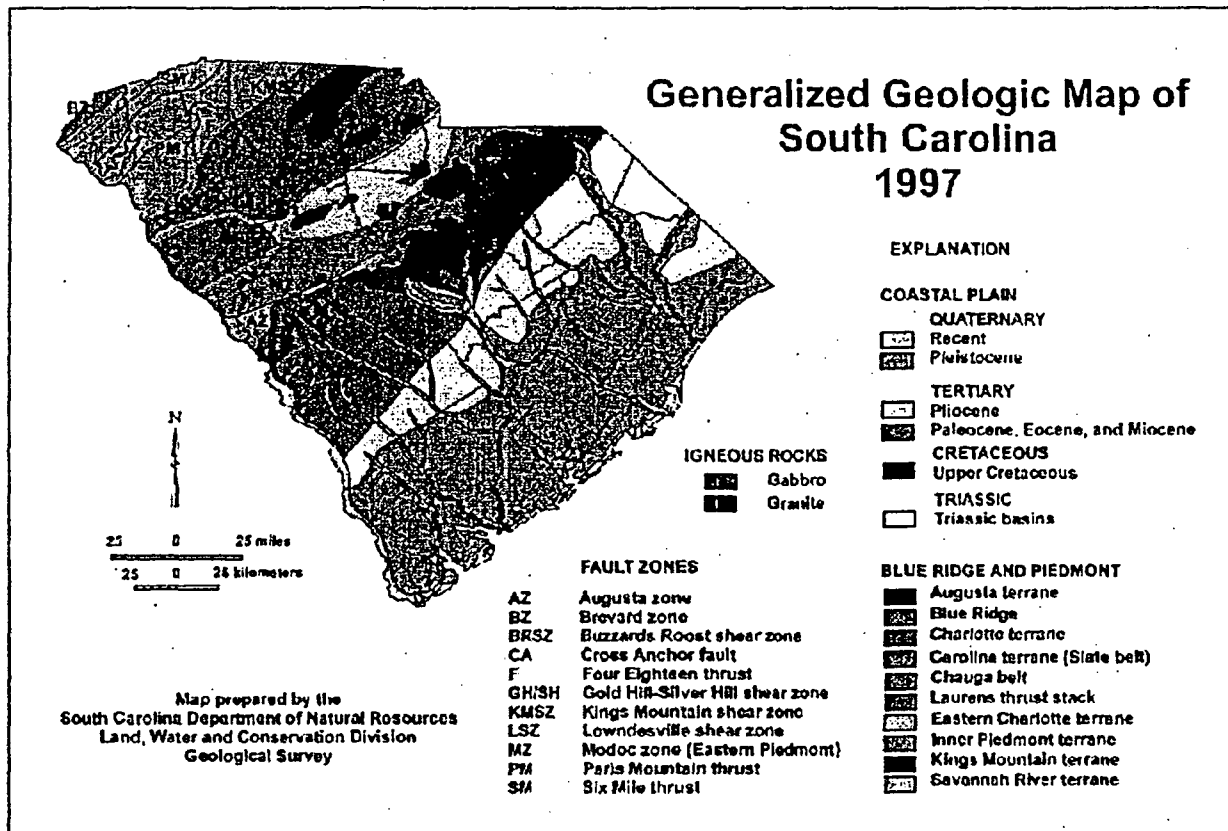 Generalized Geologic Map of
South Carolina
1997
BZ
M
KMSZ
M
AZ
N
25 0 25 miles
25 0 25 kilometers
EXPLANATION
COASTAL PLAIN
QUATERNARY
Recent
Pleistocene
TERTIARY
Pliocene
Paleocene, Eocene, and Miocene
CRETACEOUS
Upper Cretaceous
TRIASSIC
Triassic basins
IGNEOUS ROCKS
Gabbro
Granite
FAULT ZONES
AZ Augusta zone
BZ Brevard zone
BRSZ Buzzards Roost shear zone
CA Cross Anchor fault
F Four Eighteen thrust
GH/SH Gold Hill-Silver Hill shear zone
KMSZ Kings Mountain shear zone
LSZ Lowndesville shear zone
MZ Modoc zone (Eastern Piedmont)
PM Paris Mountain thrust
SM Six Mile thrust
BLUE RIDGE AND PIEDMONT
Augusta terrane
Blue Ridge
Charlotte terrane
Carolina terrane (Slate belt)
Chauga belt
Laurens thrust stack
Eastern Charlotte terrane
Inner Piedmont terrane
Kings Mountain terrane
Savannah River terrane
Map prepared by the
South Carolina Department of Natural Resources
Land, Water and Conservation Division
Geological Survey